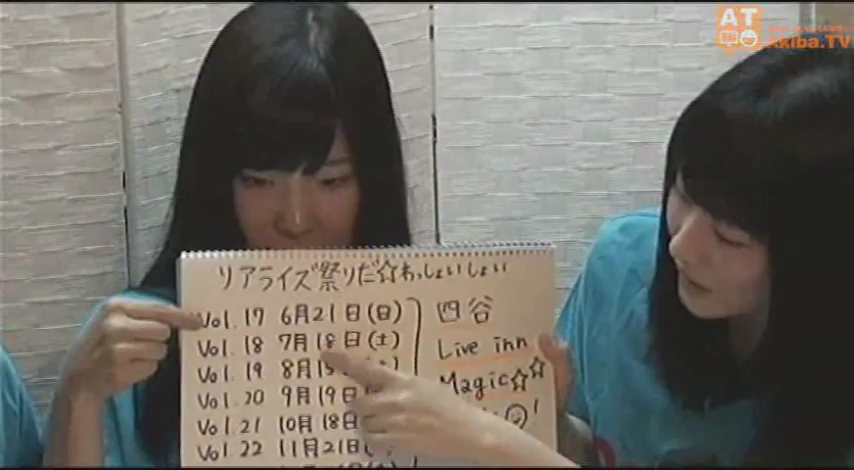 AT
Akiba.TV
リアライズ祭りだ☆わっしょいしょい
Vol.17 6月21日(日)
Vol.18 7月18日(土)
Vol.19 8月15
Vol.20 9月19日
Vol.21 10月18日
Vol.22 11月21日
四谷
Live inn
Magic☆☆